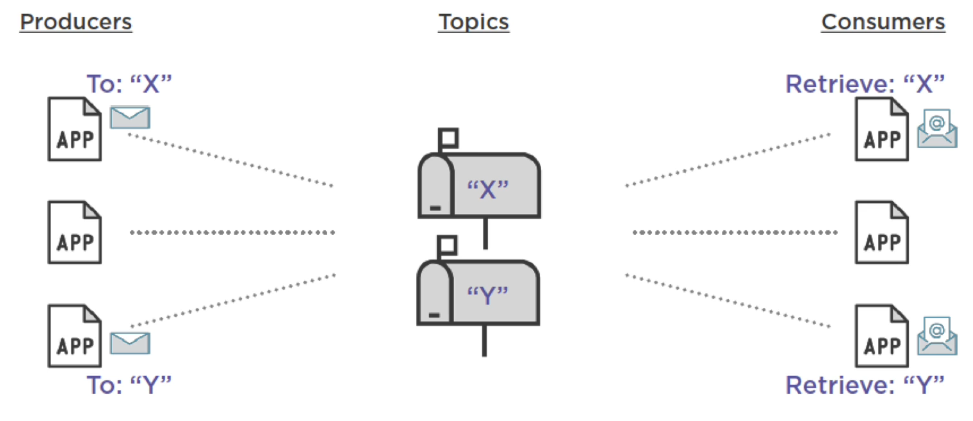 Producers Topics Consumers
To: “X” Retrieve: “X”
APP @ APP
“X”
APP APP
“Y”
APP @ APP
To: “Y” Retrieve: “Y”